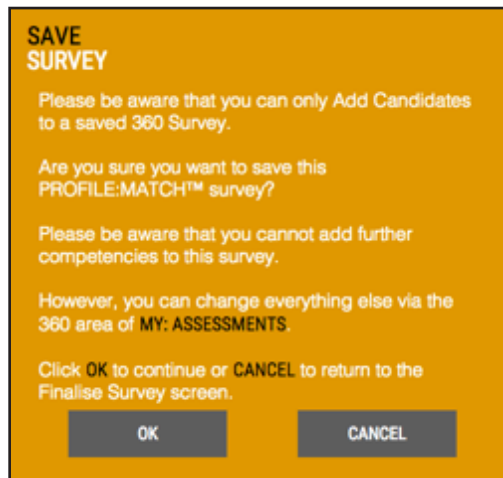 SAVE
SURVEY
Please be aware that you can only Add Candidates
to a saved 360 Survey.
Are you sure you want to save this
PROFILE:MATCH™ survey?
Please be aware that you cannot add further
competencies to this survey.
However, you can change everything else via the
360 area of MY: ASSESSMENTS.
Click OK to continue or CANCEL to return to the
Finalise Survey screen.
OK
CANCEL